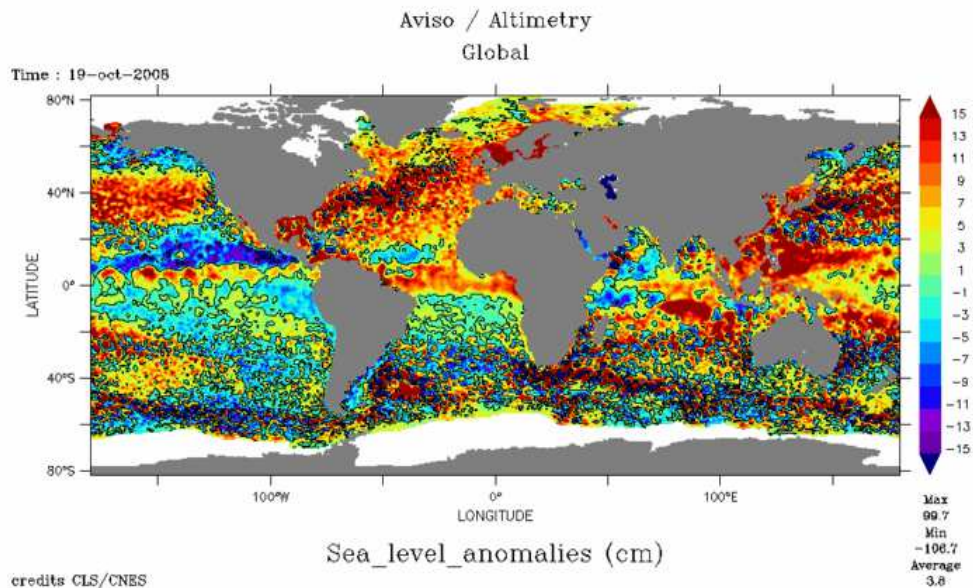 Aviso / Altimetry
Global
Time : 19-oct-2008
80°N
40°N
0°
40°S
80°S
LATITUDE
100°W
0°
100°E
LONGITUDE
15
13
11
9
7
5
3
1
-1
-3
-5
-7
-9
-11
-13
-15
Max
99.7
Min
-106.7
Average
3.8
Sea_level_anomalies (cm)
credits CLS/CNES